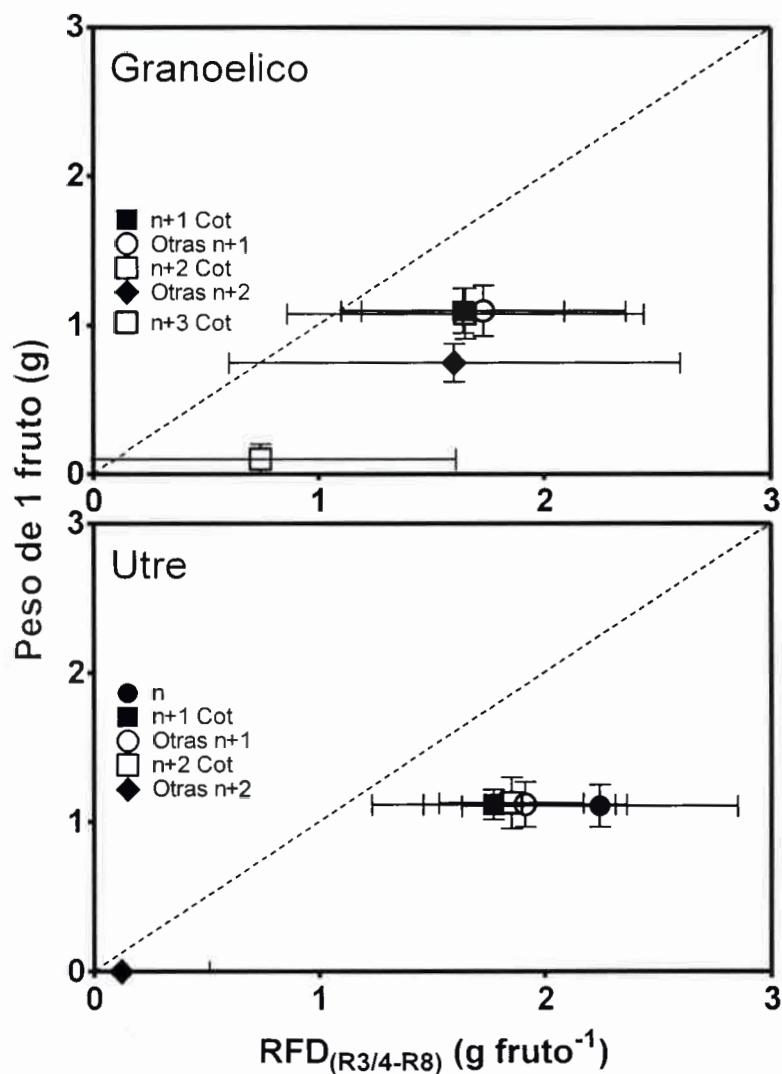 3
Granoelico
2
n+1 Cot
Otras n+1
n+2 Cot
Otras n+2
n+3 Cot
1
0
0 1 2 3
Peso de 1 fruto (g)
3
Utre
2
n
n+1 Cot
Otras n+1
n+2 Cot
Otras n+2
1
0
0 1 2 3
RFD(R3/4-R8) (g fruto-1)